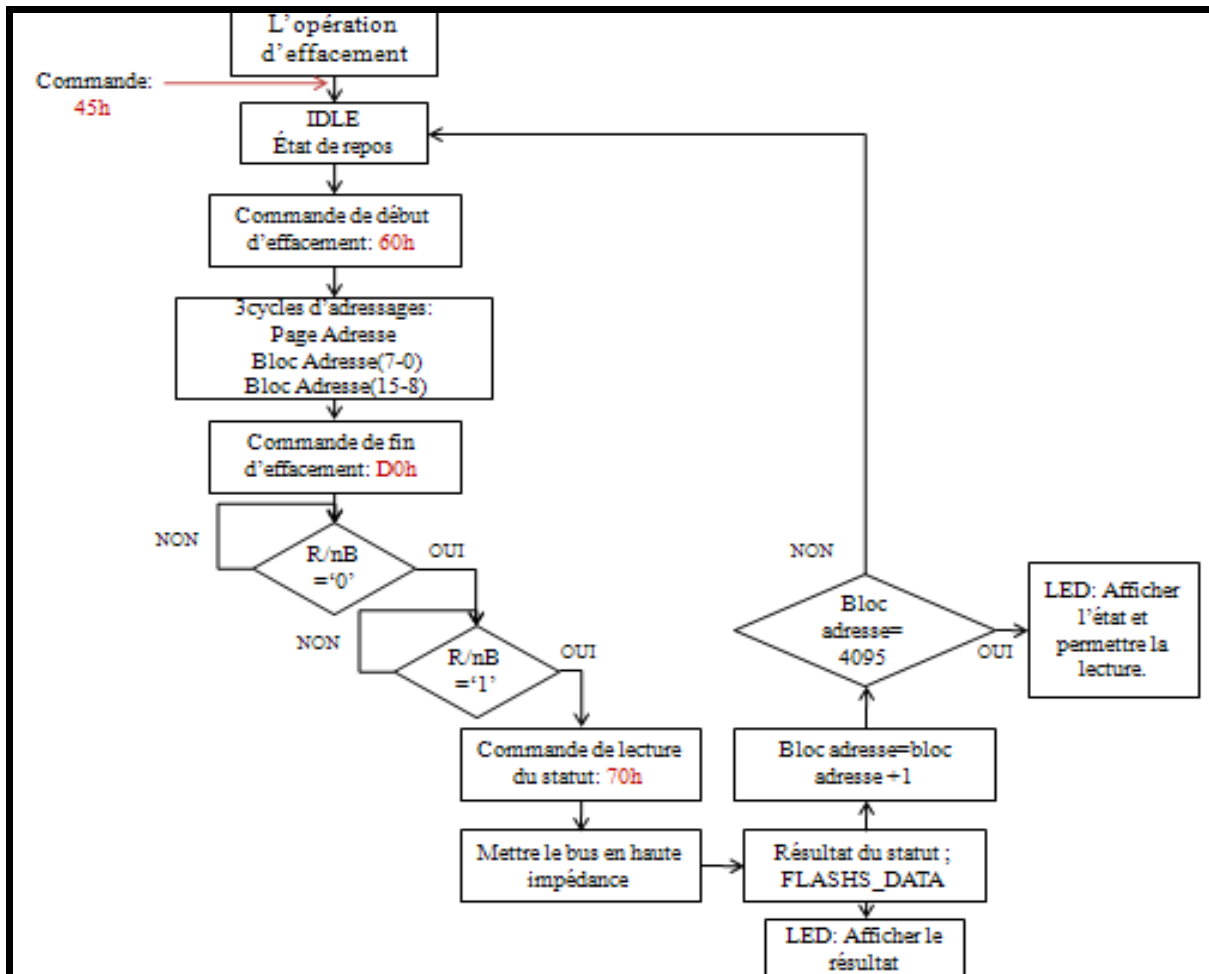 L'opération
d'effacement
Commande:
45h
IDLE
État de repos
Commande de début
d'effacement: 60h
3cycles d'adressages:
Page Adresse
Bloc Adresse(7-0)
Bloc Adresse(15-8)
Commande de fin
d'effacement: D0h
NON
R/nB
='0'
OUI
NON
R/nB
='1'
OUI
Commande de lecture
du statut: 70h
Mettre le bus en haute
impédance
Résultat du statut ;
FLASHS_DATA
LED: Afficher le
résultat
Bloc adresse=bloc
adresse +1
NON
Bloc
adresse=
4095
OUI
LED: Afficher
l'état et
permettre la
lecture.